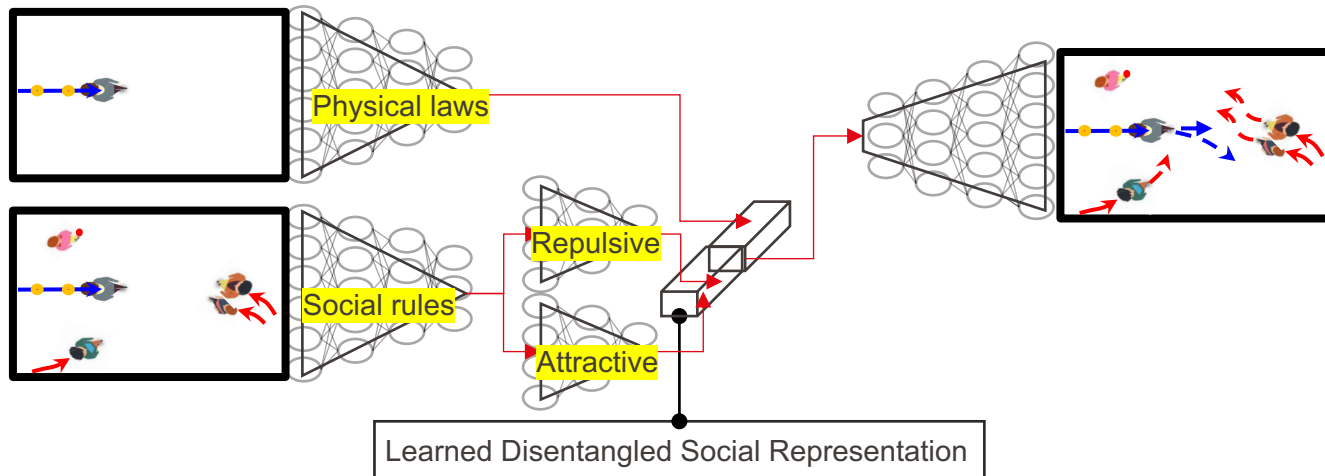 Physical laws
Social rules
Repulsive
Attractive
Learned Disentangled Social Representation